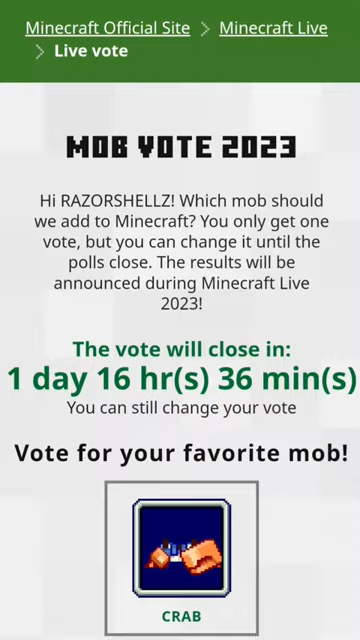 Minecraft Official Site > Minecraft Live
> Live vote
MOB VOTE 2023
Hi RAZORSHELLZ! Which mob should
we add to Minecraft? You only get one
vote, but you can change it until the
polls close. The results will be
announced during Minecraft Live
2023!
The vote will close in:
1 day 16 hr(s) 36 min(s)
You can still change your vote
Vote for your favorite mob!
CRAB